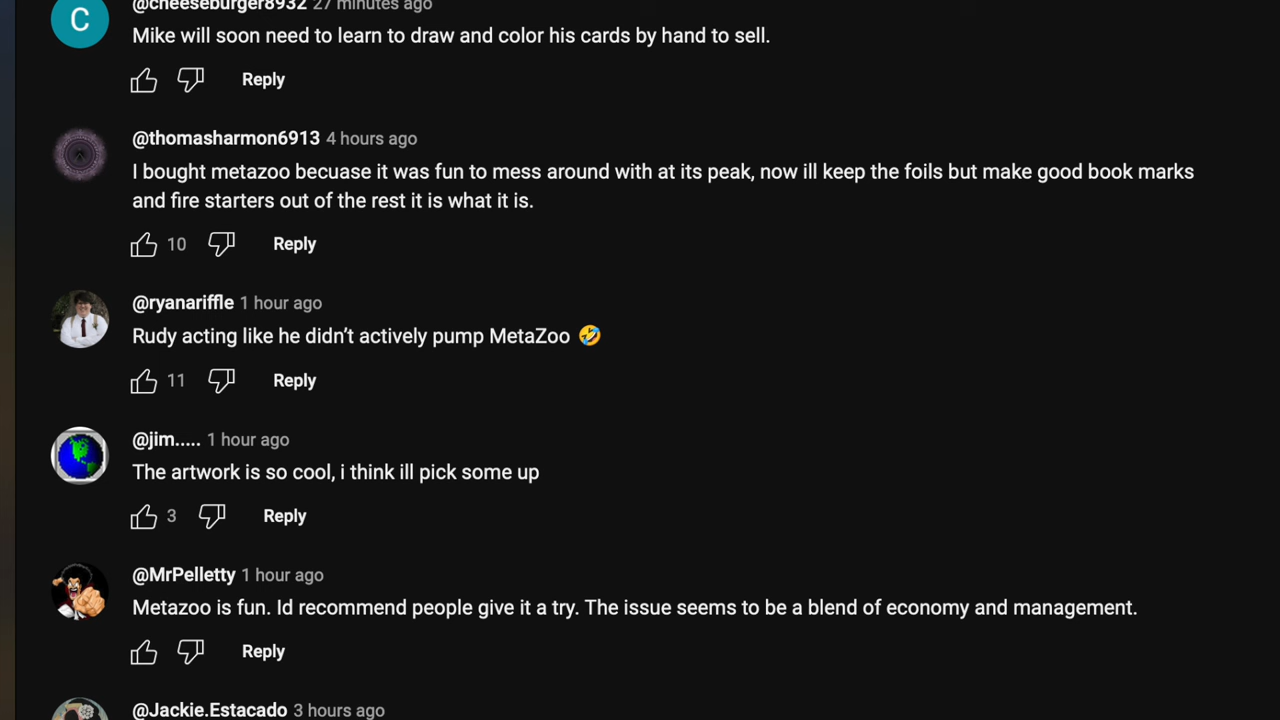 @cheeseburger8932 27 minutes ago
Mike will soon need to learn to draw and color his cards by hand to sell.
Reply
@thomasharmon6913 4 hours ago
I bought metazoo becuase it was fun to mess around with at its peak, now ill keep the foils but make good book marks
and fire starters out of the rest it is what it is.
10 Reply
@ryanariffle 1 hour ago
Rudy acting like he didn’t actively pump MetaZoo 🤣
11 Reply
@jim..... 1 hour ago
The artwork is so cool, i think ill pick some up
3 Reply
@MrPelletty 1 hour ago
Metazoo is fun. Id recommend people give it a try. The issue seems to be a blend of economy and management.
Reply
@Jackie.Estacado 3 hours ago
C